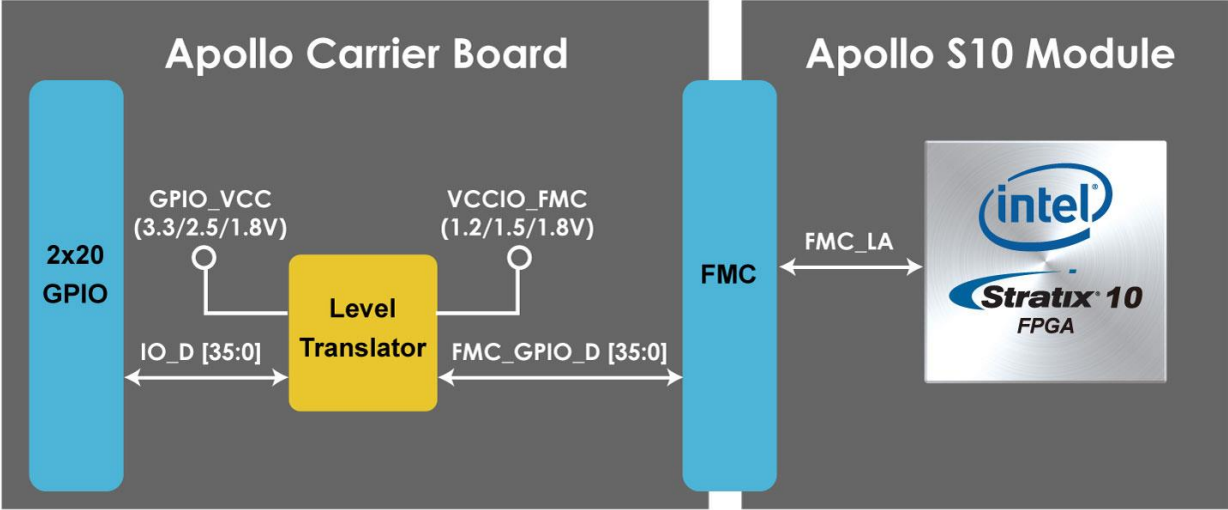 Apollo Carrier Board
Apollo S10 Module
2x20
GPIO
GPIO_VCC
(3.3/2.5/1.8V)
VCCIO_FMC
(1.2/1.5/1.8V)
Level
Translator
IO_D [35:0]
FMC_GPIO_D [35:0]
FMC
FMC_LA
intel®
Stratix® 10
FPGA